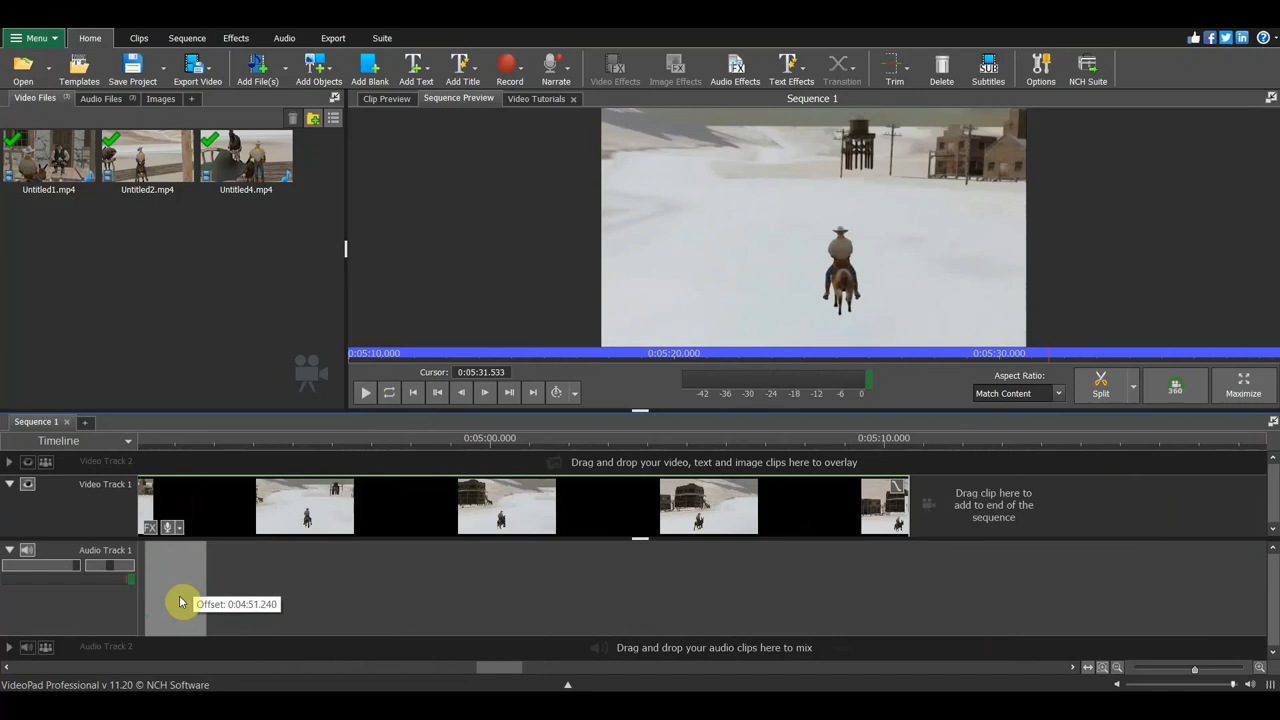 Menu
Home
Clips
Sequence
Effects
Audio
Export
Suite
Open
Templates
Save Project
Export Video
Add File(s)
Add Objects
Add Blank
Add Text
Add Title
Record
Narrate
Video Effects
Image Effects
Audio Effects
Text Effects
Transition
Trim
Delete
SUB
Subtitles
Options
NCH Suite
Video Files (3)
Audio Files (3)
Images
+
Clip Preview
Sequence Preview
Video Tutorials
Sequence 1
Untitled1.mp4
Untitled2.mp4
Untitled4.mp4
0:05:10.000
0:05:20.000
0:05:30.000
Cursor: 0:05:31.533
-42 -36 -30 -24 -18 -12 -6 0
Aspect Ratio:
Match Content
Split
360
Maximize
Sequence 1
+
Timeline
0:05:00.000
0:05:10.000
Video Track 2
Drag and drop your video, text and image clips here to overlay
Video Track 1
FX
Drag clip here to
add to end of the
sequence
Audio Track 1
Offset: 0:04:51.240
Audio Track 2
Drag and drop your audio clips here to mix
VideoPad Professional v 11.20 © NCH Software